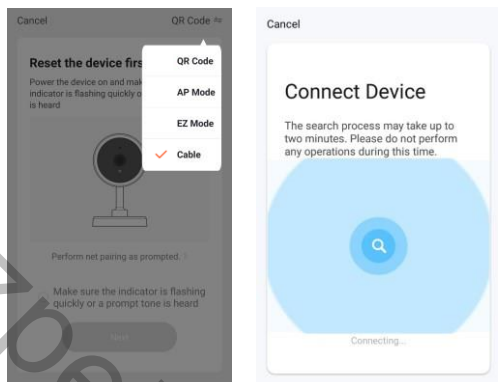 Cancel
QR Code ⇋
Reset the device firs
Power the device on and mak
indicator is flashing quickly o
is heard
QR Code
AP Mode
EZ Mode
Cable
Perform net pairing as prompted. 〉
Make sure the indicator is flashing
quickly or a prompt tone is heard
Next
Cancel
Connect Device
The search process may take up to
two minutes. Please do not perform
any operations during this time.
Connecting...